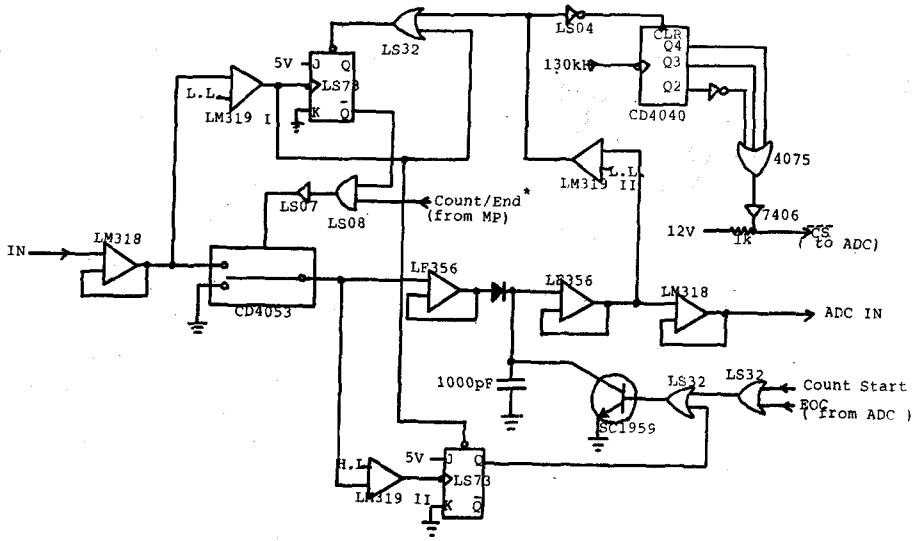 LS32
LS04
CLR
Q4
Q3
Q2
130kH
CD4040
5V
J
Q
LS73
K
Q̅
L.L.
LM319 I
LM319 II
L.L.
4075
7406
12V
1k
C̅S̅
( to ADC)
LS07
LS08
Count/End*
(from MP)
IN
LM318
CD4053
LF356
LF356
LM318
ADC IN
1000pF
SC1959
LS32
LS32
Count Start
EOC
( from ADC )
H.L.
LM319 II
5V
J
Q
LS73
K
Q̅